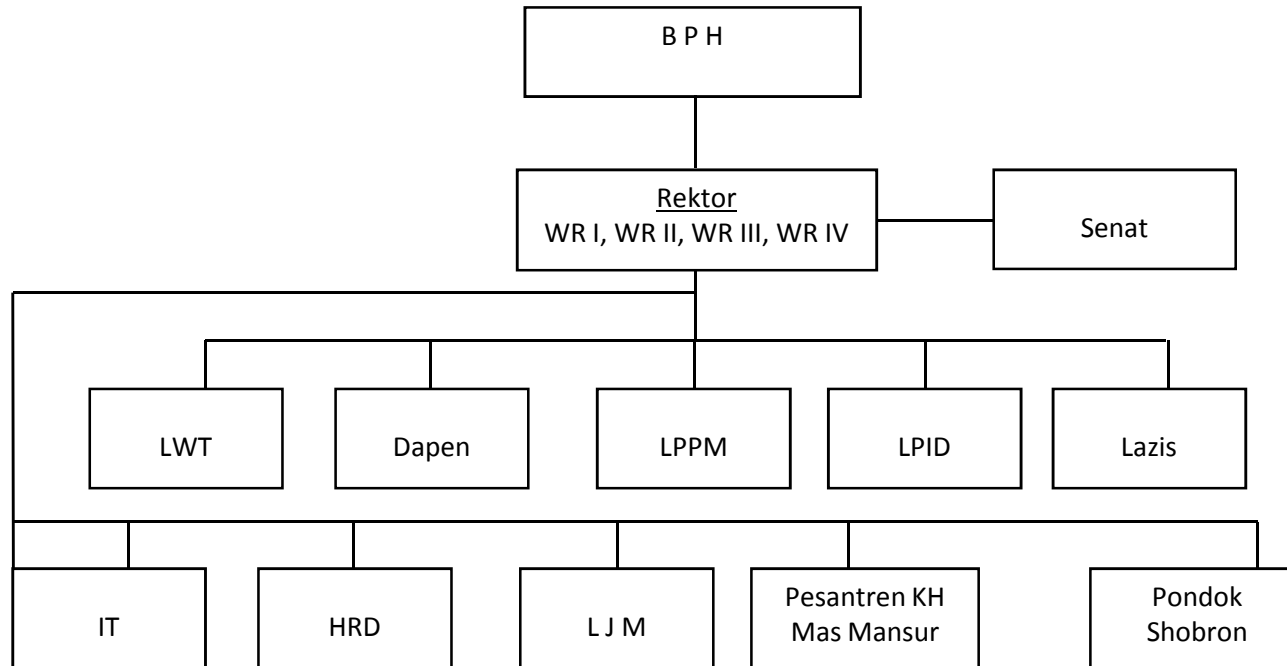 B P H
Rektor
WR I, WR II, WR III, WR IV
Senat
LWT
Dapen
LPPM
LPID
Lazis
IT
HRD
L J M
Pesantren KH
Mas Mansur
Pondok
Shobron